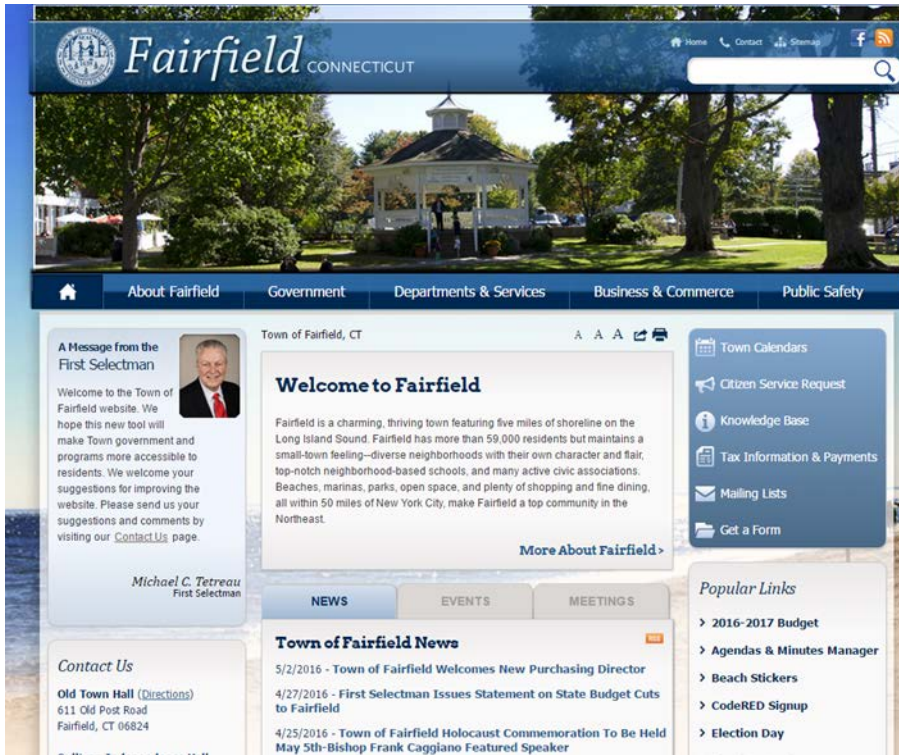 Fairfield CONNECTICUT
Home Contact Sitemap
About Fairfield Government Departments & Services Business & Commerce Public Safety
A Message from the
First Selectman
Welcome to the Town of
Fairfield website. We
hope this new tool will
make Town government and
programs more accessible to
residents. We welcome your
suggestions for improving the
website. Please send us your
suggestions and comments by
visiting our Contact Us page.
Michael C. Tetreau
First Selectman
Contact Us
Old Town Hall (Directions)
611 Old Post Road
Fairfield, CT 06824
Town of Fairfield, CT
A A A
Welcome to Fairfield
Fairfield is a charming, thriving town featuring five miles of shoreline on the
Long Island Sound. Fairfield has more than 59,000 residents but maintains a
small-town feeling--diverse neighborhoods with their own character and flair,
top-notch neighborhood-based schools, and many active civic associations.
Beaches, marinas, parks, open space, and plenty of shopping and fine dining,
all within 50 miles of New York City, make Fairfield a top community in the
Northeast.
More About Fairfield >
NEWS EVENTS MEETINGS
Town of Fairfield News
RSS
5/2/2016 - Town of Fairfield Welcomes New Purchasing Director
4/27/2016 - First Selectman Issues Statement on State Budget Cuts
to Fairfield
4/25/2016 - Town of Fairfield Holocaust Commemoration To Be Held
May 5th-Bishop Frank Caggiano Featured Speaker
Town Calendars
Citizen Service Request
Knowledge Base
Tax Information & Payments
Mailing Lists
Get a Form
Popular Links
> 2016-2017 Budget
> Agendas & Minutes Manager
> Beach Stickers
> CodeRED Signup
> Election Day